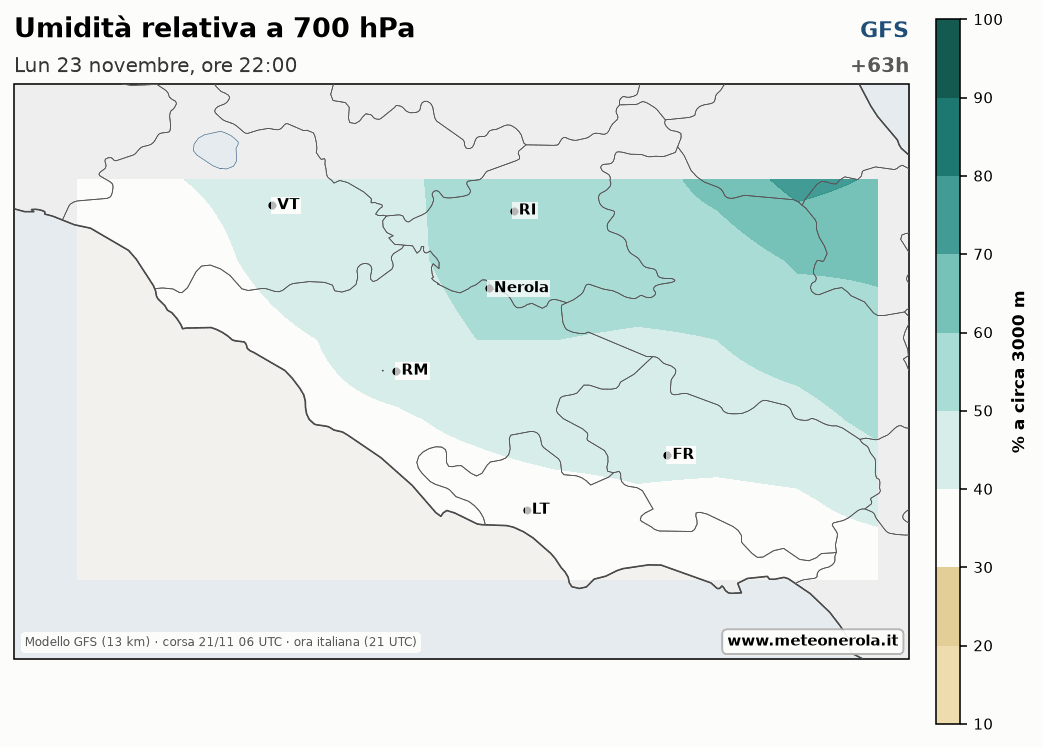 Umidità relativa a 700 hPa
GFS
Lun 23 novembre, ore 22:00
+63h
VT
RI
Nerola
RM
FR
LT
Modello GFS (13 km) · corsa 21/11 06 UTC · ora italiana (21 UTC)
www.meteonerola.it
100
90
80
70
60
50
40
30
20
10
% a circa 3000 m